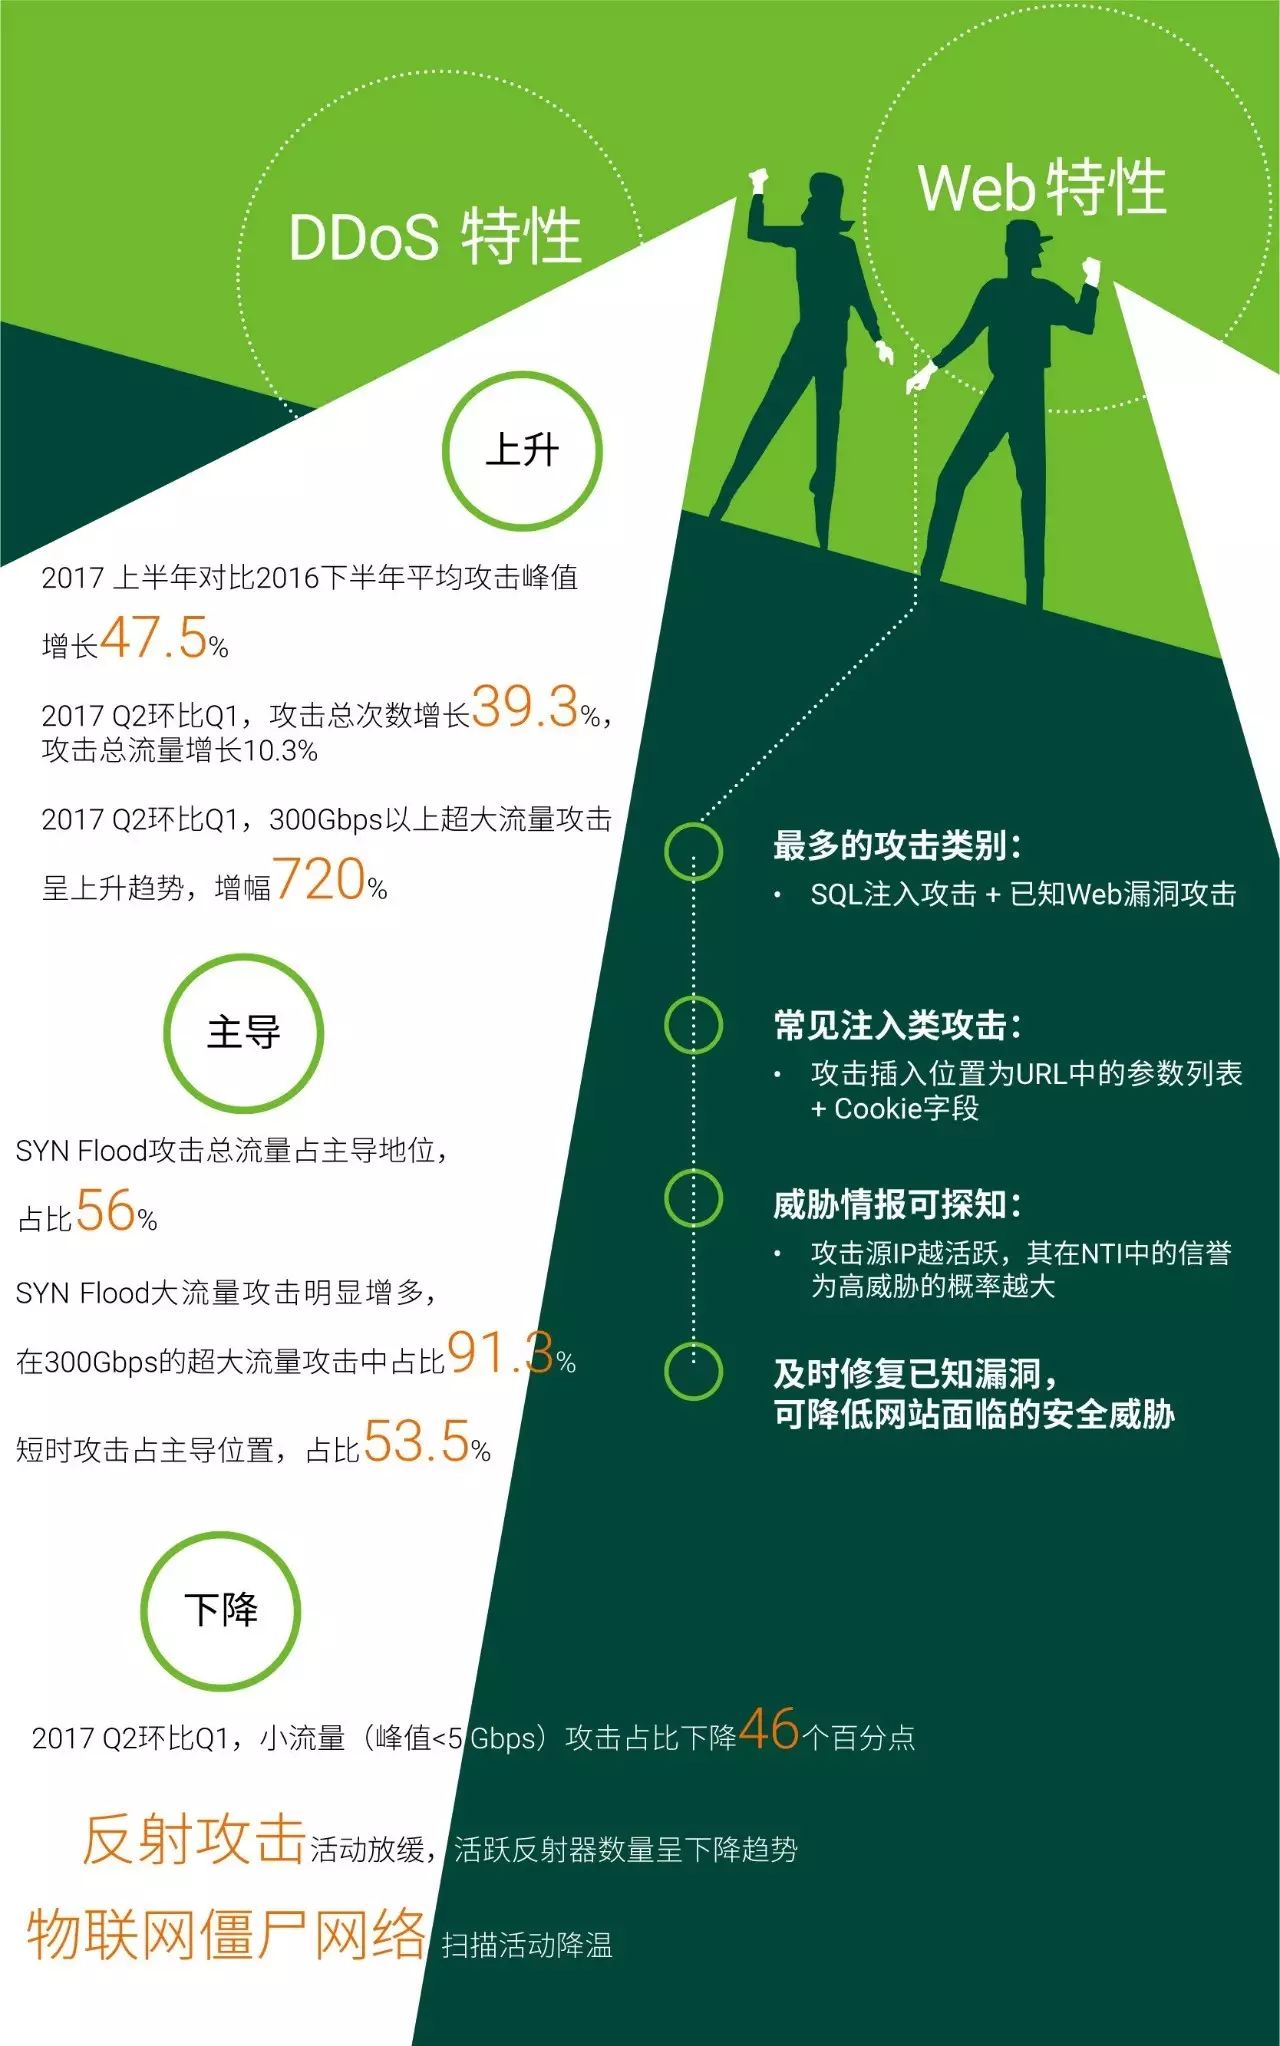 DDoS 特性
上升
2017 上半年对比2016下半年平均攻击峰值
增长47.5%
2017 Q2环比Q1，攻击总次数增长39.3%，
攻击总流量增长10.3%
2017 Q2环比Q1，300Gbps以上超大流量攻击
呈上升趋势，增幅720%
主导
SYN Flood攻击总流量占主导地位，
占比56%
SYN Flood大流量攻击明显增多，
在300Gbps的超大流量攻击中占比91.3%
短时攻击占主导位置，占比53.5%
下降
2017 Q2环比Q1，小流量（峰值<5 Gbps）攻击占比下降46个百分点
反射攻击活动放缓，活跃反射器数量呈下降趋势
物联网僵尸网络 扫描活动降温
Web特性
最多的攻击类别：
• SQL注入攻击 + 已知Web漏洞攻击
常见注入类攻击：
• 攻击插入位置为URL中的参数列表
+ Cookie字段
威胁情报可探知：
• 攻击源IP越活跃，其在NTI中的信誉
为高威胁的概率越大
及时修复已知漏洞，
可降低网站面临的安全威胁